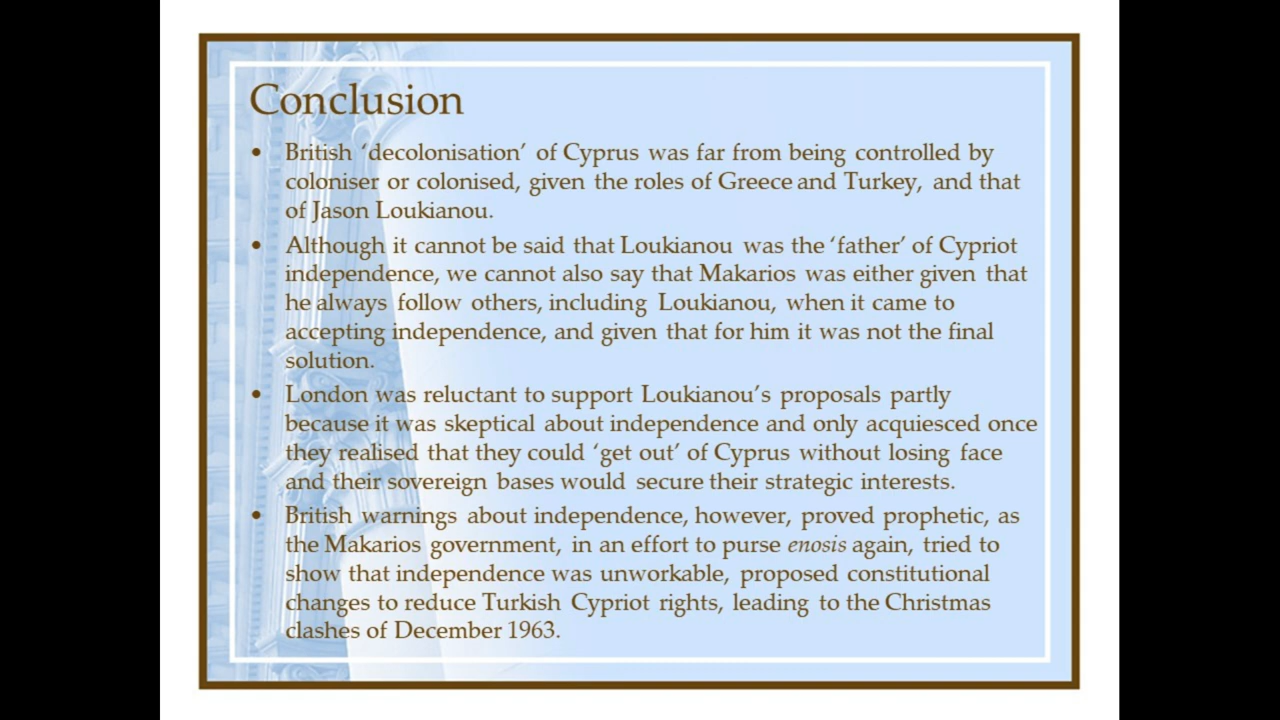 Conclusion
• British ‘decolonisation’ of Cyprus was far from being controlled by
coloniser or colonised, given the roles of Greece and Turkey, and that
of Jason Loukianou.
• Although it cannot be said that Loukianou was the ‘father’ of Cypriot
independence, we cannot also say that Makarios was either given that
he always follow others, including Loukianou, when it came to
accepting independence, and given that for him it was not the final
solution.
• London was reluctant to support Loukianou’s proposals partly
because it was skeptical about independence and only acquiesced once
they realised that they could ‘get out’ of Cyprus without losing face
and their sovereign bases would secure their strategic interests.
• British warnings about independence, however, proved prophetic, as
the Makarios government, in an effort to purse enosis again, tried to
show that independence was unworkable, proposed constitutional
changes to reduce Turkish Cypriot rights, leading to the Christmas
clashes of December 1963.